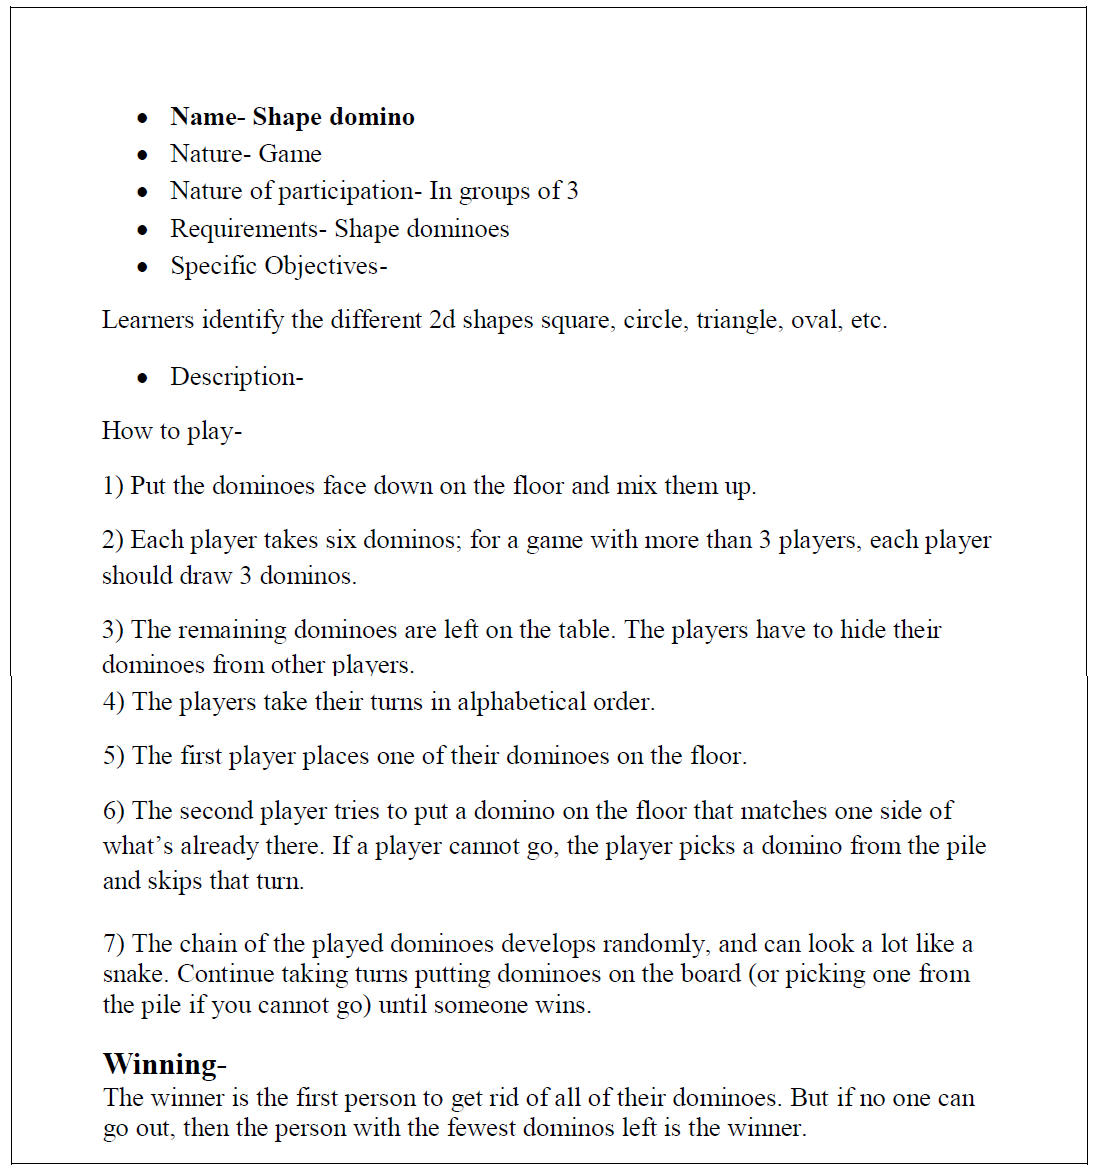 • Name- Shape domino
• Nature- Game
• Nature of participation- In groups of 3
• Requirements- Shape dominoes
• Specific Objectives-
Learners identify the different 2d shapes square, circle, triangle, oval, etc.
• Description-
How to play-
1) Put the dominoes face down on the floor and mix them up.
2) Each player takes six dominos; for a game with more than 3 players, each player
should draw 3 dominos.
3) The remaining dominoes are left on the table. The players have to hide their
dominoes from other players.
4) The players take their turns in alphabetical order.
5) The first player places one of their dominoes on the floor.
6) The second player tries to put a domino on the floor that matches one side of
what’s already there. If a player cannot go, the player picks a domino from the pile
and skips that turn.
7) The chain of the played dominoes develops randomly, and can look a lot like a
snake. Continue taking turns putting dominoes on the board (or picking one from
the pile if you cannot go) until someone wins.
Winning-
The winner is the first person to get rid of all of their dominoes. But if no one can
go out, then the person with the fewest dominos left is the winner.